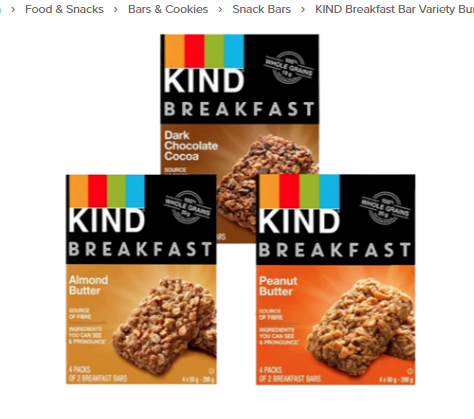 Food & Snacks > Bars & Cookies > Snack Bars > KIND Breakfast Bar Variety Bu
KIND
100%
WHOLE GRAINS
BREAKFAST
Dark
Chocolate
Cocoa
SOURCE
KIND
100%
WHOLE GRAINS
BREAKFAST
Almond
Butter
SOURCE
OF FIBRE
INGREDIENTS
YOU CAN SEE
& PRONOUNCE
4 PACKS
OF 2 BREAKFAST BARS
4 x 50 g - 200 g
KIND
100%
WHOLE GRAINS
BREAKFAST
Peanut
Butter
SOURCE
OF FIBRE
INGREDIENTS
YOU CAN SEE
& PRONOUNCE
4 PACKS
OF 2 BREAKFAST BARS
4 x 50 g - 200 g